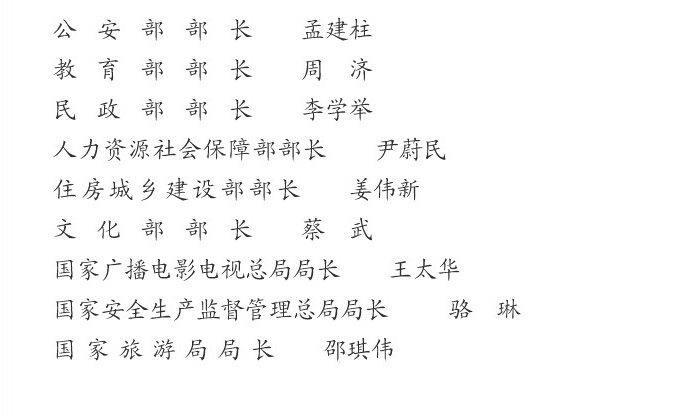 公 安 部 部 长 孟建柱
教 育 部 部 长 周 济
民 政 部 部 长 李学举
人力资源社会保障部部长 尹蔚民
住房城乡建设部部长 姜伟新
文 化 部 部 长 蔡 武
国家广播电影电视总局局长 王太华
国家安全生产监督管理总局局长 骆 琳
国 家 旅 游 局 局 长 邵琪伟